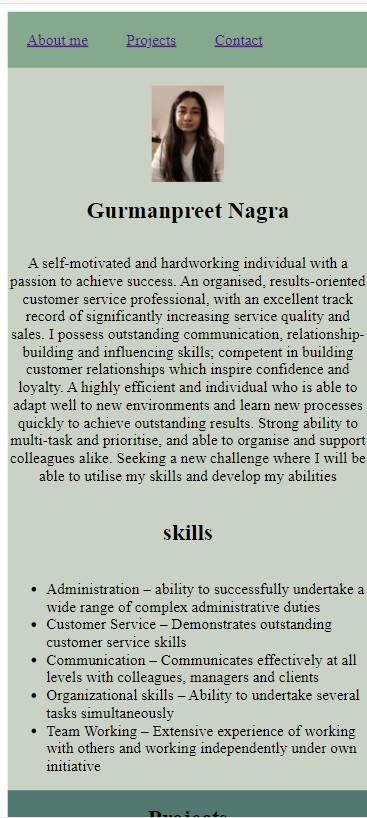 About me Projects Contact
Gurmanpreet Nagra
A self-motivated and hardworking individual with a
passion to achieve success. An organised, results-oriented
customer service professional, with an excellent track
record of significantly increasing service quality and
sales. I possess outstanding communication, relationship-
building and influencing skills; competent in building
customer relationships which inspire confidence and
loyalty. A highly efficient and individual who is able to
adapt well to new environments and learn new processes
quickly to achieve outstanding results. Strong ability to
multi-task and prioritise, and able to organise and support
colleagues alike. Seeking a new challenge where I will be
able to utilise my skills and develop my abilities
skills
• Administration – ability to successfully undertake a
wide range of complex administrative duties
• Customer Service – Demonstrates outstanding
customer service skills
• Communication – Communicates effectively at all
levels with colleagues, managers and clients
• Organizational skills – Ability to undertake several
tasks simultaneously
• Team Working – Extensive experience of working
with others and working independently under own
initiative
Projects